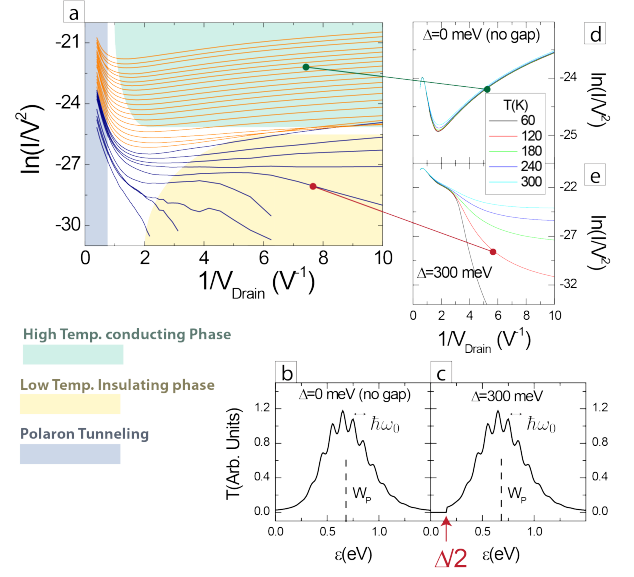 a
-21
-24
-27
-30
ln(I/V²)
0 2 4 6 8 10
1/V_Drain (V⁻¹)
d
Δ=0 meV (no gap)
-24
-25
ln(I/V²)
T(K)
60
120
180
240
300
e
-22
-27
-32
ln(I/V²)
Δ=300 meV
0 2 4 6 8 10
1/V_Drain (V⁻¹)
High Temp. conducting Phase
Low Temp. Insulating phase
Polaron Tunneling
b
Δ=0 meV (no gap)
ħω₀
W_P
T(Arb. Units)
1.2
0.8
0.4
0.0
0.0 0.5 1.0
ε(eV)
c
Δ=300 meV
ħω₀
W_P
1.2
0.8
0.4
0.0
0.0 0.5 1.0
Δ/2
ε(eV)